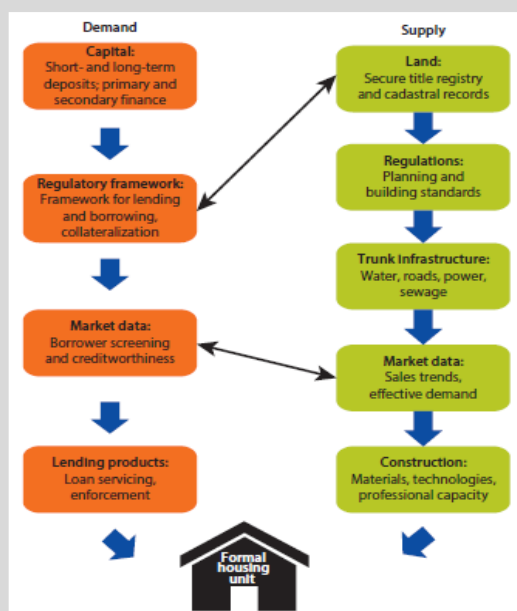 Demand
Capital:
Short- and long-term
deposits; primary and
secondary finance
Regulatory framework:
Framework for lending
and borrowing,
collateralization
Market data:
Borrower screening
and creditworthiness
Lending products:
Loan servicing,
enforcement
Supply
Land:
Secure title registry
and cadastral records
Regulations:
Planning and
building standards
Trunk infrastructure:
Water, roads, power,
sewage
Market data:
Sales trends,
effective demand
Construction:
Materials, technologies,
professional capacity
Formal
housing
unit